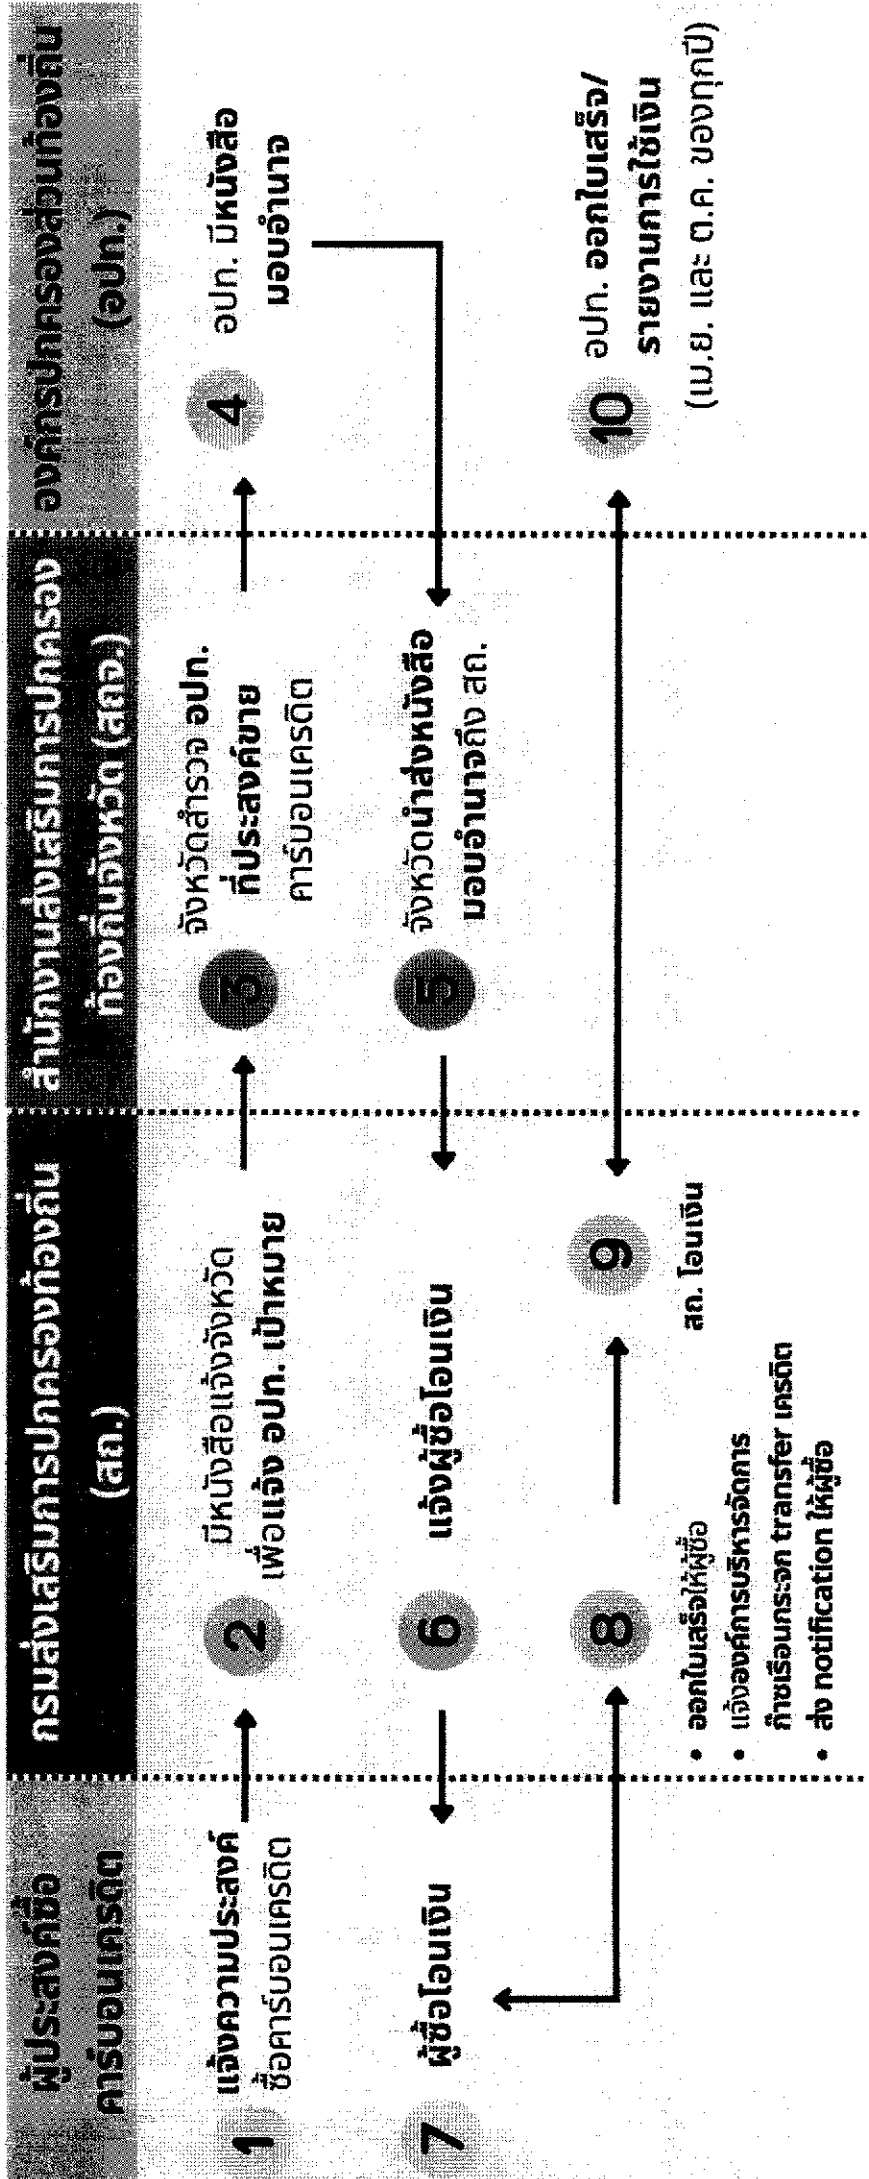 ผู้ประสงค์ซื้อ
คาร์บอนเครดิต
กรมส่งเสริมการปกครองท้องถิ่น
(สถ.)
สำนักงานส่งเสริมการปกครอง
ท้องถิ่นจังหวัด (สถจ.)
องค์กรปกครองส่วนท้องถิ่น
(อปท.)
1
แจ้งความประสงค์
ซื้อคาร์บอนเครดิต
2
มีหนังสือแจ้งจังหวัด
เพื่อแจ้ง อปท. เป้าหมาย
3
จังหวัดสำรวจ อปท.
ที่ประสงค์ขาย
คาร์บอนเครดิต
4
อปท. มีหนังสือ
มอบอำนาจ
5
จังหวัดนำส่งหนังสือ
มอบอำนาจถึง สถ.
6
แจ้งผู้ซื้อโอนเงิน
7
ผู้ซื้อโอนเงิน
8
• ออกใบเสร็จให้ผู้ซื้อ
• แจ้งองค์การบริหารจัดการ
ก๊าซเรือนกระจก transfer เครดิต
• ส่ง notification ให้ผู้ซื้อ
9
สถ. โอนเงิน
10
อปท. ออกใบเสร็จ/
รายงานการใช้เงิน
(เม.ย. และ ต.ค. ของทุกปี)